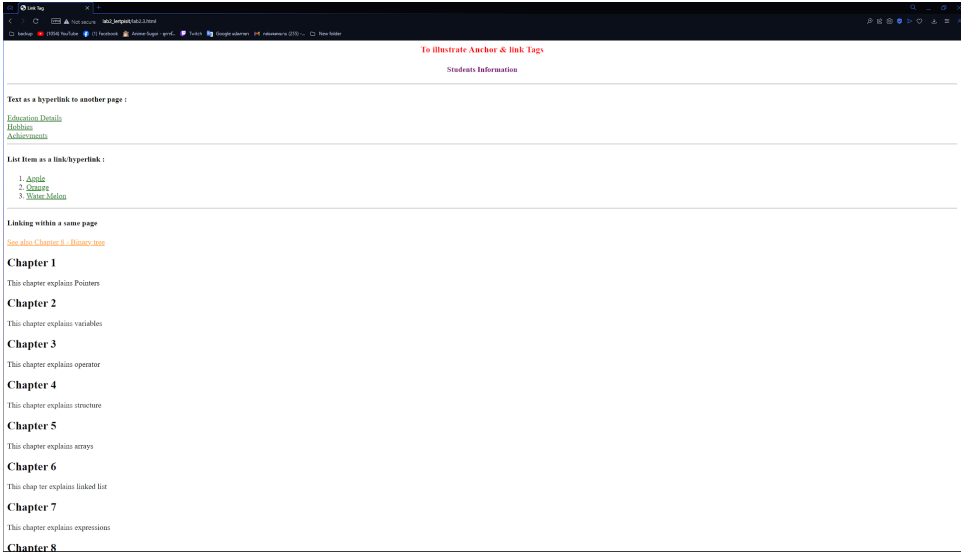 Link Tag
Not secure lab2_lertpisit/lab2.3.html
backup (1054) YouTube (1) Facebook Twitch New folder
To illustrate Anchor & link Tags
Students Information
Text as a hyperlink to another page :
Education Details
Hobbies
Achievments
List Item as a link/hyperlink :
1. Apple
2. Orange
3. Water Melon
Linking within a same page
See also Chapter 8 - Binary tree
Chapter 1
This chapter explains Pointers
Chapter 2
This chapter explains variables
Chapter 3
This chapter explains operator
Chapter 4
This chapter explains structure
Chapter 5
This chapter explains arrays
Chapter 6
This chap ter explains linked list
Chapter 7
This chapter explains expressions
Chapter 8